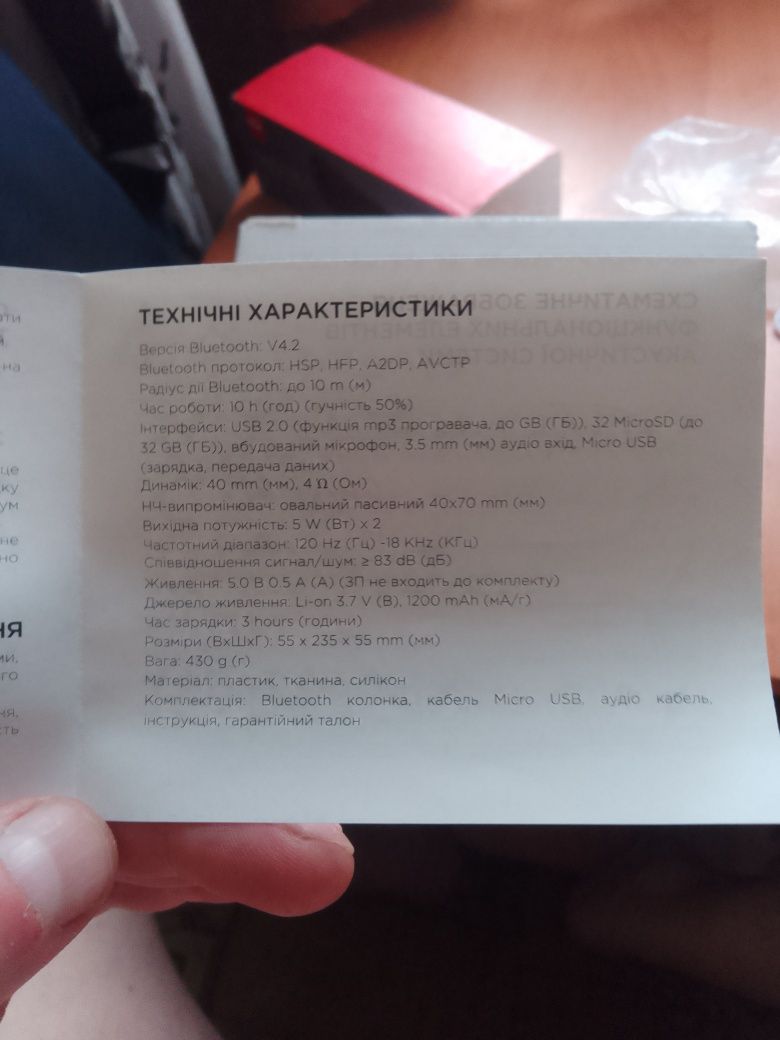 ТЕХНІЧНІ ХАРАКТЕРИСТИКИ
Версія Bluetooth: V4.2
Bluetooth протокол: HSP, HFP, A2DP, AVCTP
Радіус дії Bluetooth: до 10 m (м)
Час роботи: 10 h (год) (гучність 50%)
Інтерфейси: USB 2.0 (функція mp3 програвача, до GB (ГБ)), 32 MicroSD (до
32 GB (ГБ)), вбудований мікрофон, 3.5 mm (мм) аудіо вхід, Micro USB
(зарядка, передача даних)
Динамік: 40 mm (мм), 4 Ω (Ом)
НЧ-випромінювач: овальний пасивний 40x70 mm (мм)
Вихідна потужність: 5 W (Вт) x 2
Частотний діапазон: 120 Hz (Гц) -18 KHz (КГц)
Співвідношення сигнал/шум: ≥ 83 dB (дБ)
Живлення: 5.0 В 0.5 А (А) (ЗП не входить до комплекту)
Джерело живлення: Li-on 3.7 V (В), 1200 mAh (мА/г)
Час зарядки: 3 hours (години)
Розміри (ВxШxГ): 55 x 235 x 55 mm (мм)
Вага: 430 g (г)
Матеріал: пластик, тканина, силікон
Комплектація: Bluetooth колонка, кабель Micro USB, аудіо кабель,
інструкція, гарантійний талон